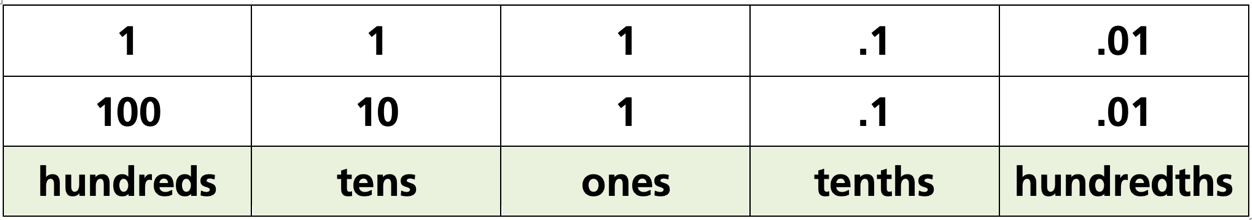 1 1 1 .1 .01
100 10 1 .1 .01
hundreds tens ones tenths hundredths